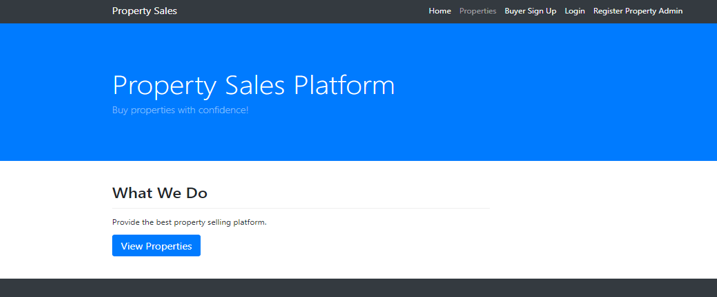 Property Sales Home Properties Buyer Sign Up Login Register Property Admin
Property Sales Platform
Buy properties with confidence!
What We Do
Provide the best property selling platform.
View Properties